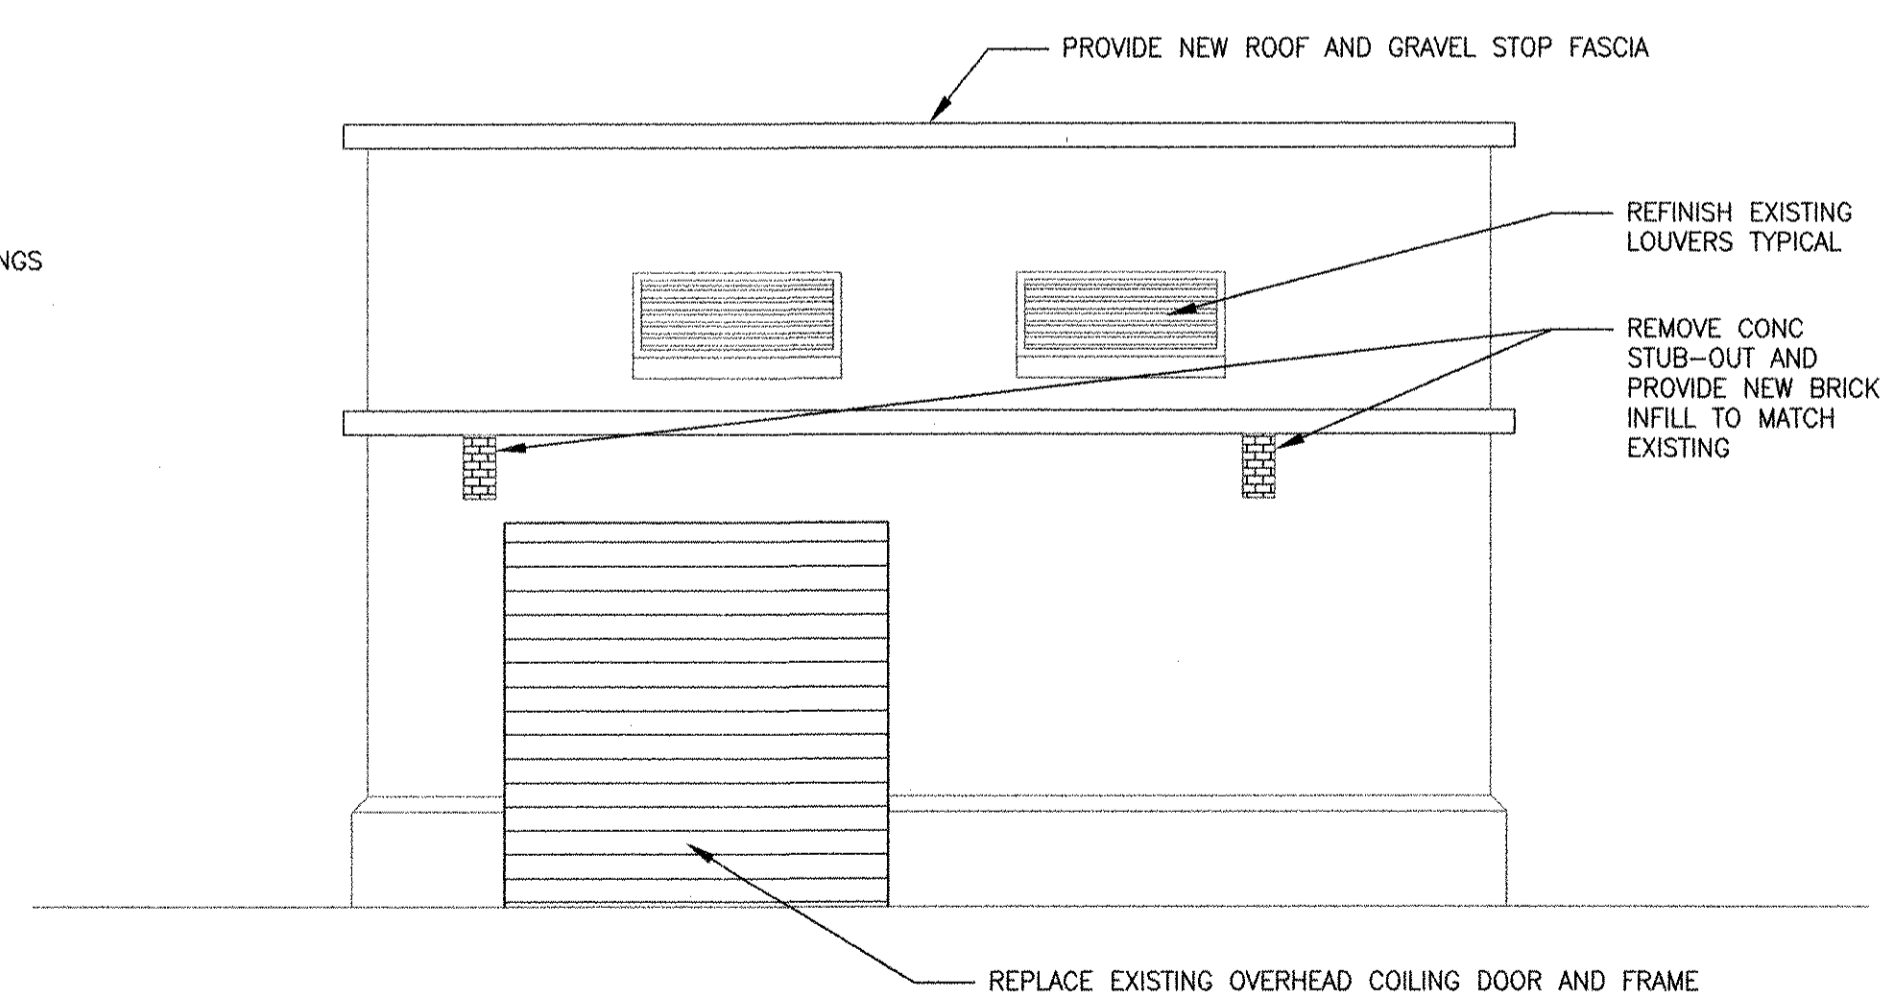 PROVIDE NEW ROOF AND GRAVEL STOP FASCIA
REFINISH EXISTING
LOUVERS TYPICAL
NGS
REMOVE CONC
STUB-OUT AND
PROVIDE NEW BRICK
INFILL TO MATCH
EXISTING
REPLACE EXISTING OVERHEAD COILING DOOR AND FRAME